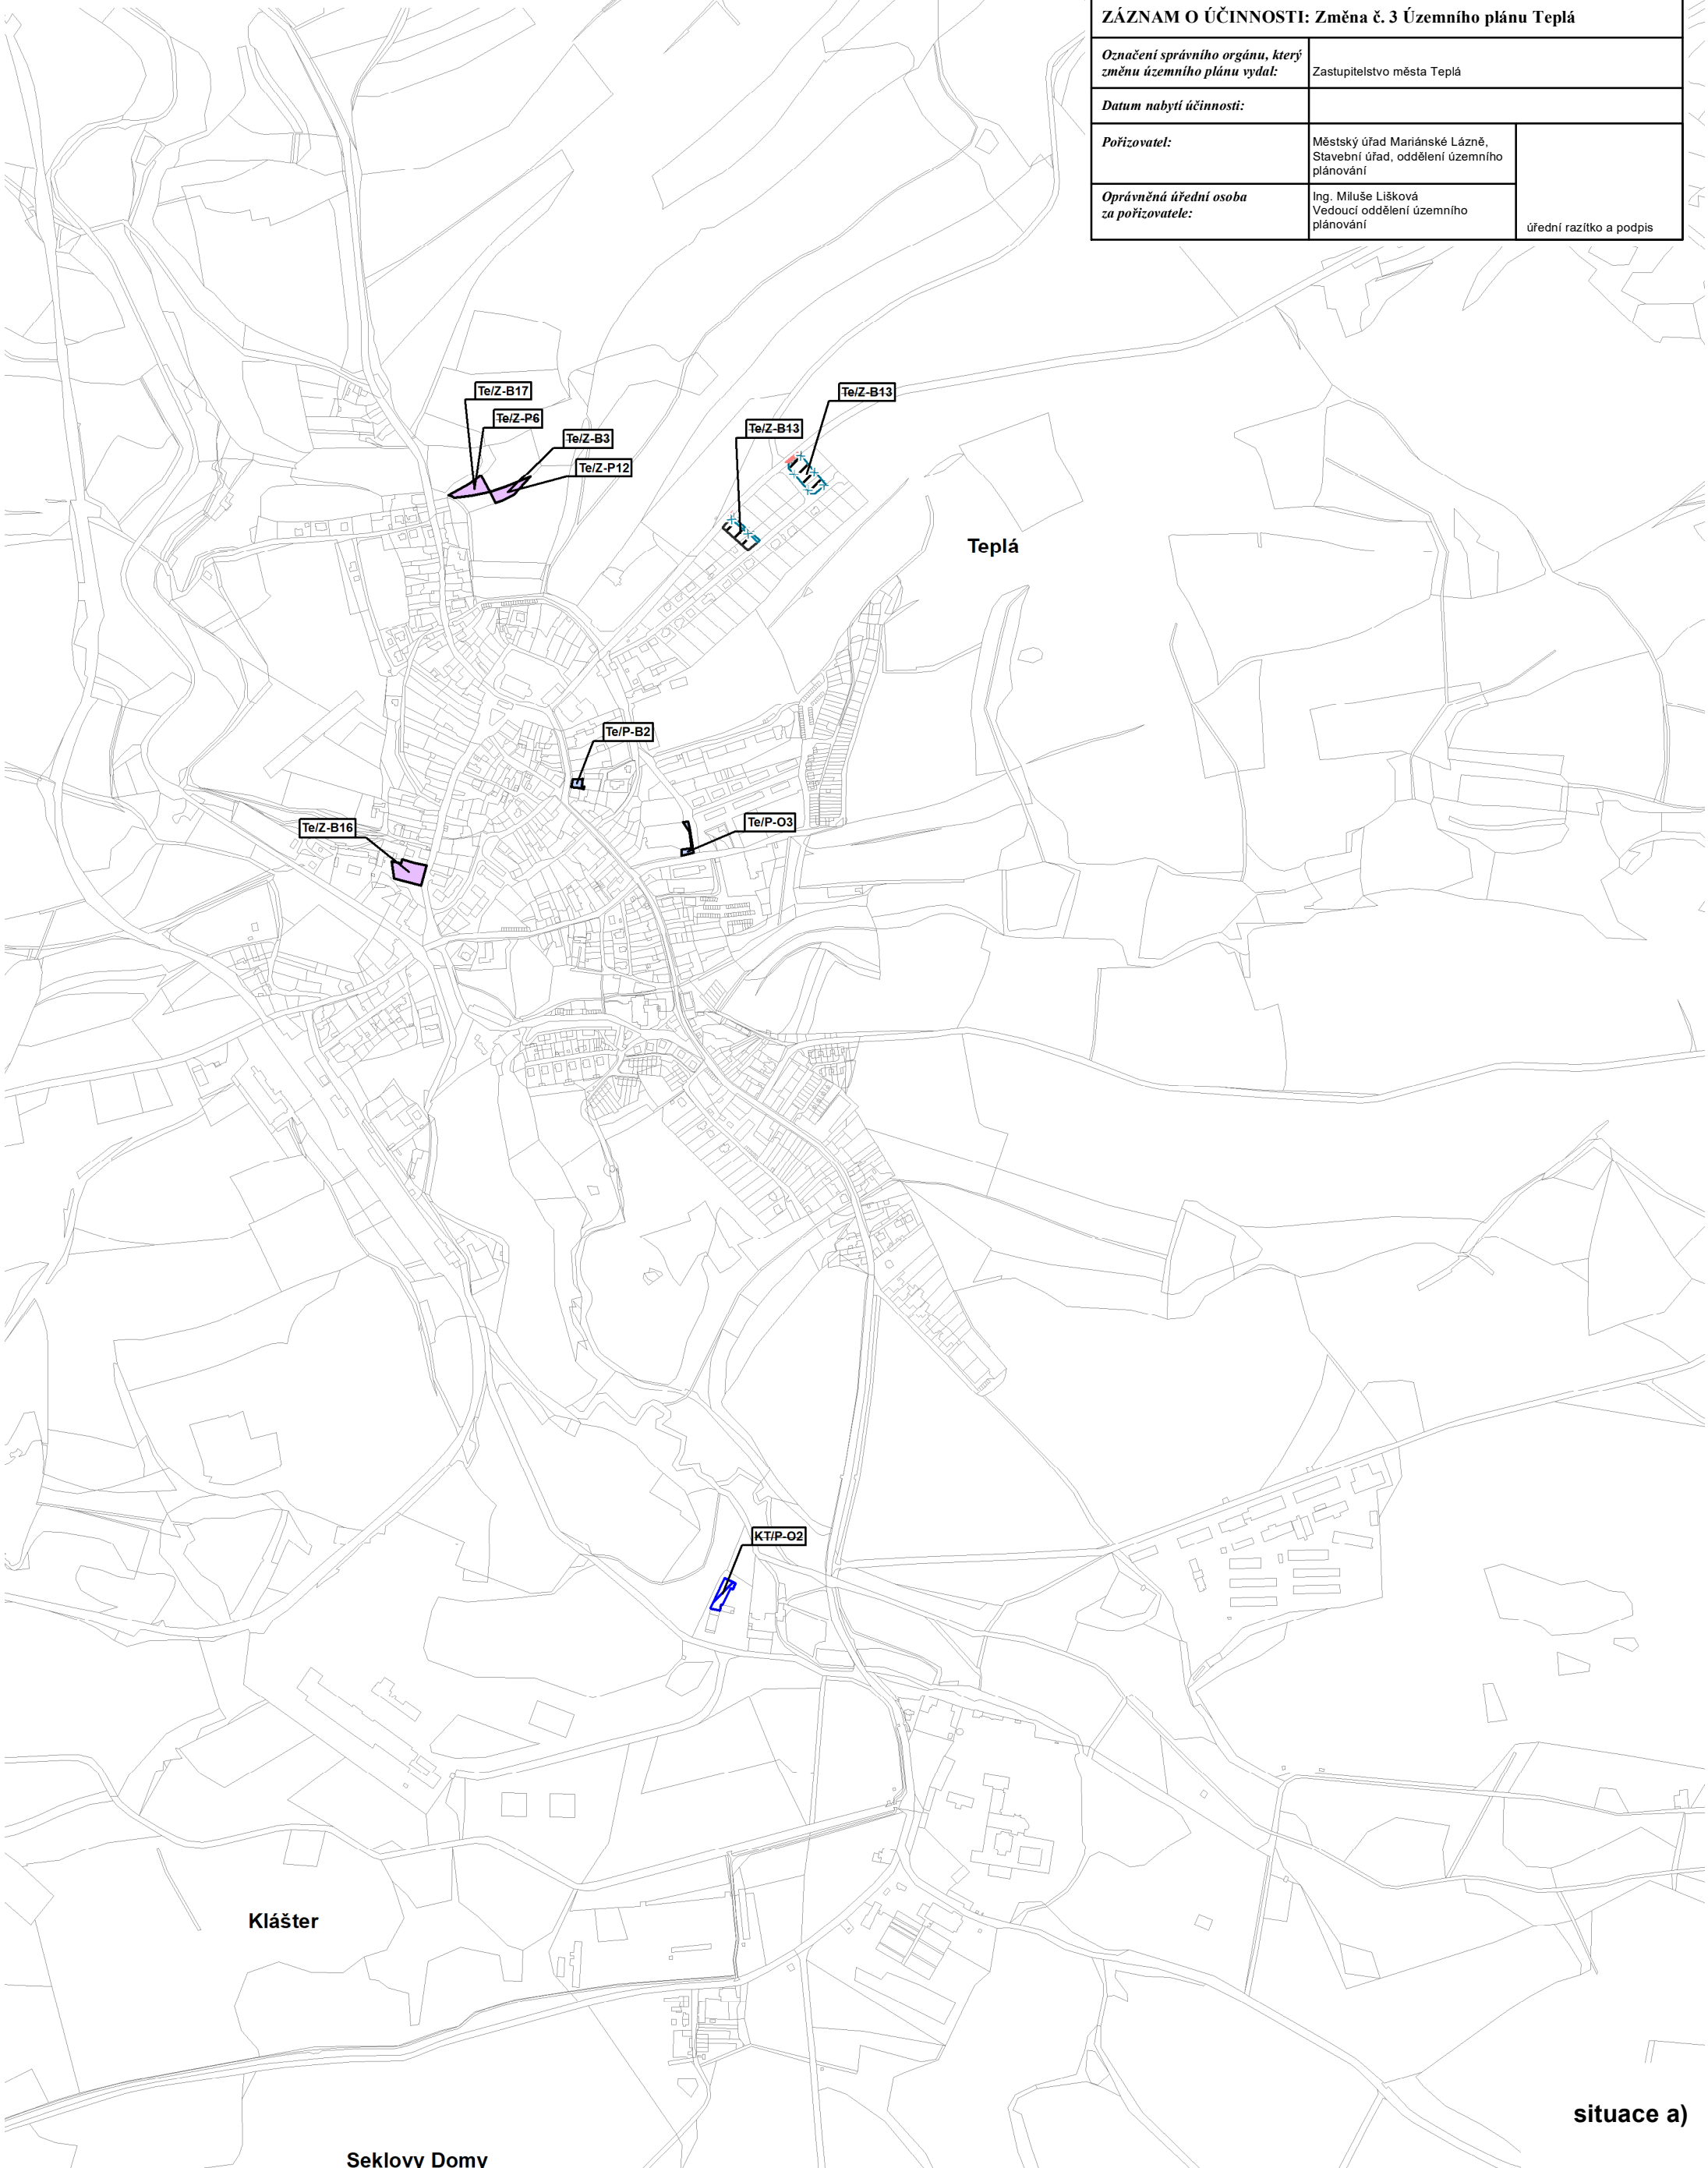 ZÁZNAM O ÚČINNOSTI: Změna č. 3 Územního plánu Teplá
Označení správního orgánu, který
změnu územního plánu vydal:
Zastupitelstvo města Teplá
Datum nabytí účinnosti:
Pořizovatel:
Městský úřad Mariánské Lázně,
Stavební úřad, oddělení územního
plánování
Oprávněná úřední osoba
za pořizovatele:
Ing. Miluše Lišková
Vedoucí oddělení územního
plánování
úřední razítko a podpis
Te/Z-B17
Te/Z-P6
Te/Z-B3
Te/Z-P12
Te/Z-B13
Te/Z-B13
Teplá
Te/P-B2
Te/P-O3
Te/Z-B16
KT/P-O2
Klášter
situace a)
Seklovy Domy